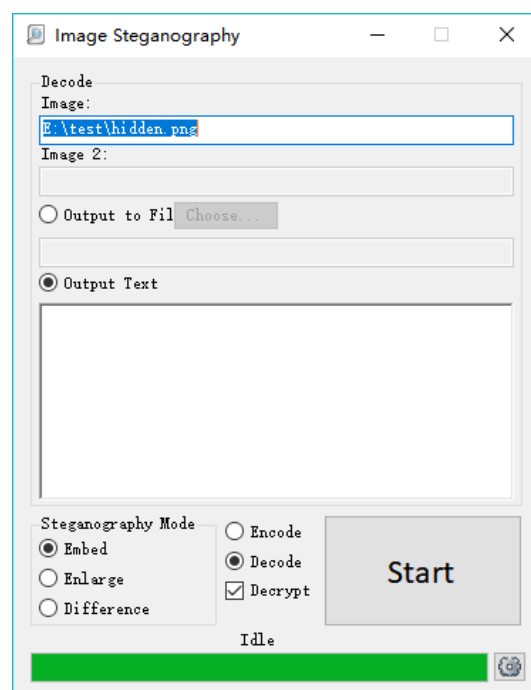 Image Steganography
Decode
Image:
E:\test\hidden.png
Image 2:
Output to Fil Choose...
Output Text
Steganography Mode
Embed
Enlarge
Difference
Encode
Decode
Decrypt
Start
Idle